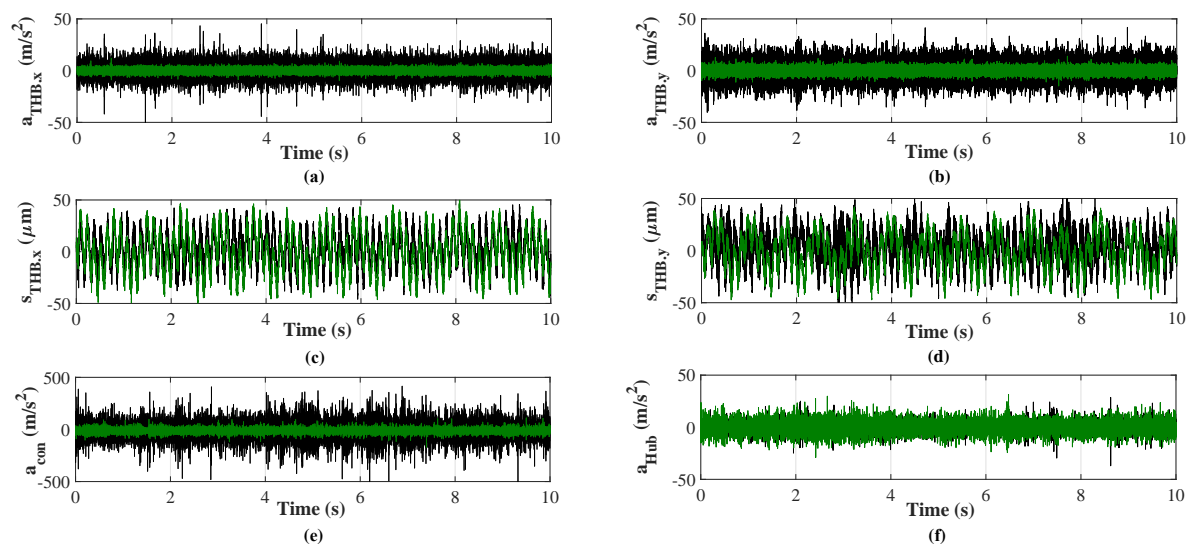 50
0
-50
a_THB.x (m/s²)
0 2 4 6 8 10
Time (s)
(a)
50
0
-50
a_THB.y (m/s²)
0 2 4 6 8 10
Time (s)
(b)
50
0
-50
s_THB.x (μm)
0 2 4 6 8 10
Time (s)
(c)
50
0
-50
s_THB.y (μm)
0 2 4 6 8 10
Time (s)
(d)
500
0
-500
a_con (m/s²)
0 2 4 6 8 10
Time (s)
(e)
50
0
-50
a_Hub (m/s²)
0 2 4 6 8 10
Time (s)
(f)